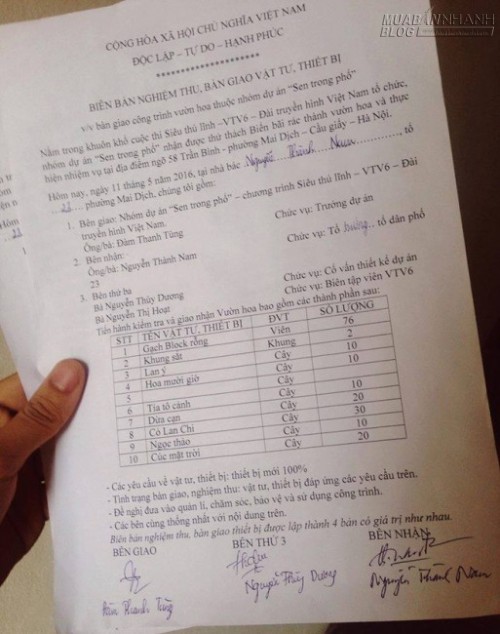 MUABANNHANH
BLOG
CỘNG HÒA XÃ HỘI CHỦ NGHĨA VIỆT NAM
ĐỘC LẬP – TỰ DO – HẠNH PHÚC
********************
BIÊN BẢN NGHIỆM THU, BÀN GIAO VẬT TƯ, THIẾT BỊ
v/v bàn giao công trình vườn hoa thuộc nhóm dự án “Sen trong phố”
Nằm trong khuôn khổ cuộc thi Siêu thủ lĩnh –VTV6 – Đài truyền hình Việt Nam tổ chức,
nhóm dự án “Sen trong phố” nhận được thử thách Biến bãi rác thành vườn hoa và thực
hiện nhiệm vụ tại địa điểm ngõ 58 Trần Bình – phường Mai Dịch – Cầu giấy – Hà Nội.
Hôm nay, ngày 11 tháng 5 năm 2016, tại nhà bác Nguyễn Thành Nam, tổ
23 phường Mai Dịch, chúng tôi gồm:
1. Bên giao: Nhóm dự án “Sen trong phố” – chương trình Siêu thủ lĩnh – VTV6 – Đài
truyền hình Việt Nam.
Ông/bà: Đàm Thanh Tùng Chức vụ: Trưởng dự án
2. Bên nhận:
Ông/bà: Nguyễn Thành Nam Chức vụ: Tổ trưởng tổ dân phố
23
3. Bên thứ ba
Bà Nguyễn Thùy Dương Chức vụ: Cố vấn thiết kế dự án
Bà Nguyễn Thị Hoạt Chức vụ: Biên tập viên VTV6
Tiến hành kiểm tra và giao nhận Vườn hoa bao gồm các thành phần sau:
STT TÊN VẬT TƯ, THIẾT BỊ ĐVT SỐ LƯỢNG
1 Gạch Block rỗng Viên 76
2 Khung sắt Khung 2
3 Lan ý Cây 10
4 Hoa mười giờ Cây 10
5
6 Tía tô cảnh Cây 10
7 Dừa cạn Cây 20
8 Cỏ Lan Chi Cây 30
9 Ngọc thảo Cây 10
10 Cúc mặt trời Cây 20
- Các yêu cầu về vật tư, thiết bị: thiết bị mới 100%
- Tình trạng bàn giao, nghiệm thu: vật tư, thiết bị đáp ứng các yêu cầu trên.
- Đề nghị đưa vào quản lí, chăm sóc, bảo vệ và sử dụng công trình.
- Các bên cùng thống nhất với nội dung trên.
Biên bản nghiệm thu, bàn giao thiết bị được lập thành 4 bản có giá trị như nhau.
BÊN GIAO BÊN THỨ 3 BÊN NHẬN
Đàm Thanh Tùng Nguyễn Thùy Dương Nguyễn Thành Nam